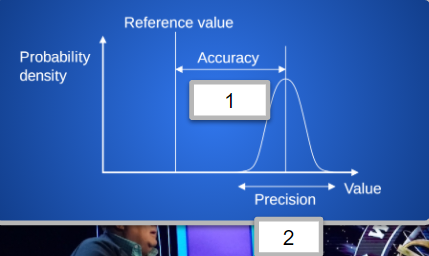 Reference value
Probability
density
Accuracy
1
Value
Precision
2